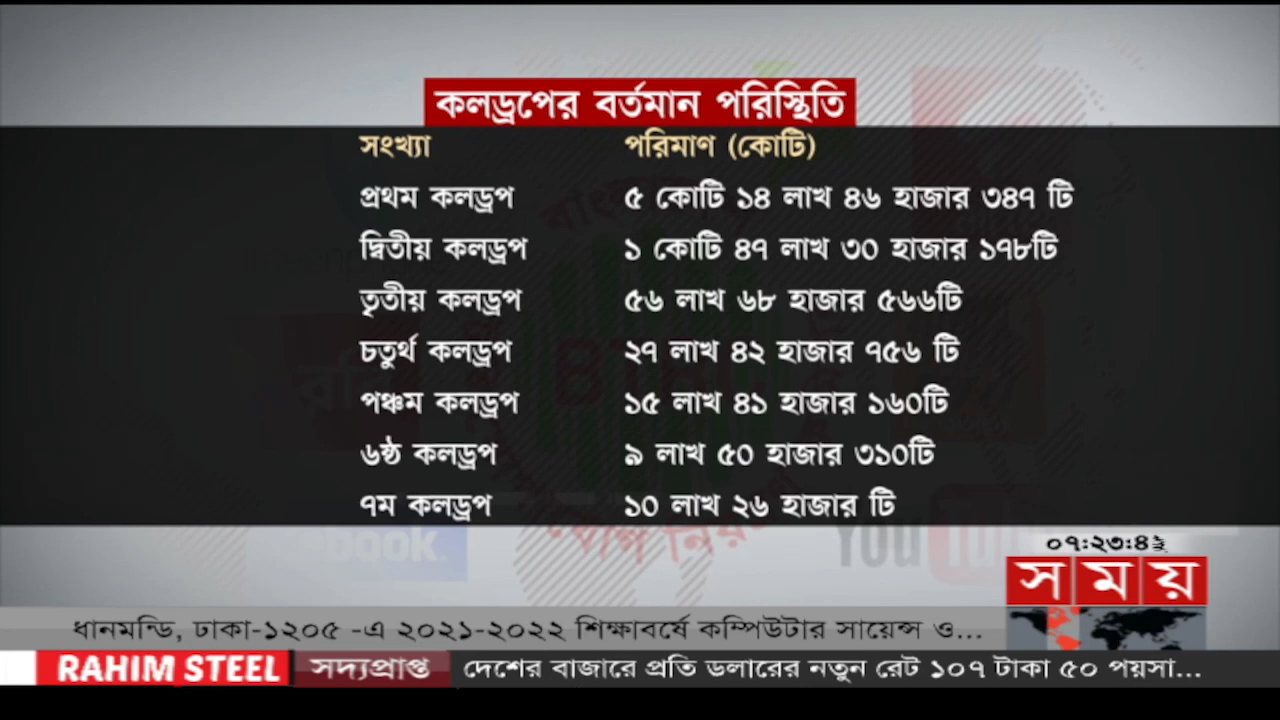 কলড্রপের বর্তমান পরিস্থিতি
সংখ্যা পরিমাণ (কোটি)
প্রথম কলড্রপ ৫ কোটি ১৪ লাখ ৪৬ হাজার ৩৪৭ টি
দ্বিতীয় কলড্রপ ১ কোটি ৪৭ লাখ ৩০ হাজার ১৭৮টি
তৃতীয় কলড্রপ ৫৬ লাখ ৬৮ হাজার ৫৬৬টি
চতুর্থ কলড্রপ ২৭ লাখ ৪২ হাজার ৭৫৬ টি
পঞ্চম কলড্রপ ১৫ লাখ ৪১ হাজার ১৬০টি
৬ষ্ঠ কলড্রপ ৯ লাখ ৫০ হাজার ৩১০টি
৭ম কলড্রপ ১০ লাখ ২৬ হাজার টি
সময়
ধানমন্ডি, ঢাকা-১২০৫ -এ ২০২১-২০২২ শিক্ষাবর্ষে কম্পিউটার সায়েন্স ও...
RAHIM STEEL সদ্যপ্রাপ্ত দেশের বাজারে প্রতি ডলারের নতুন রেট ১০৭ টাকা ৫০ পয়সা...